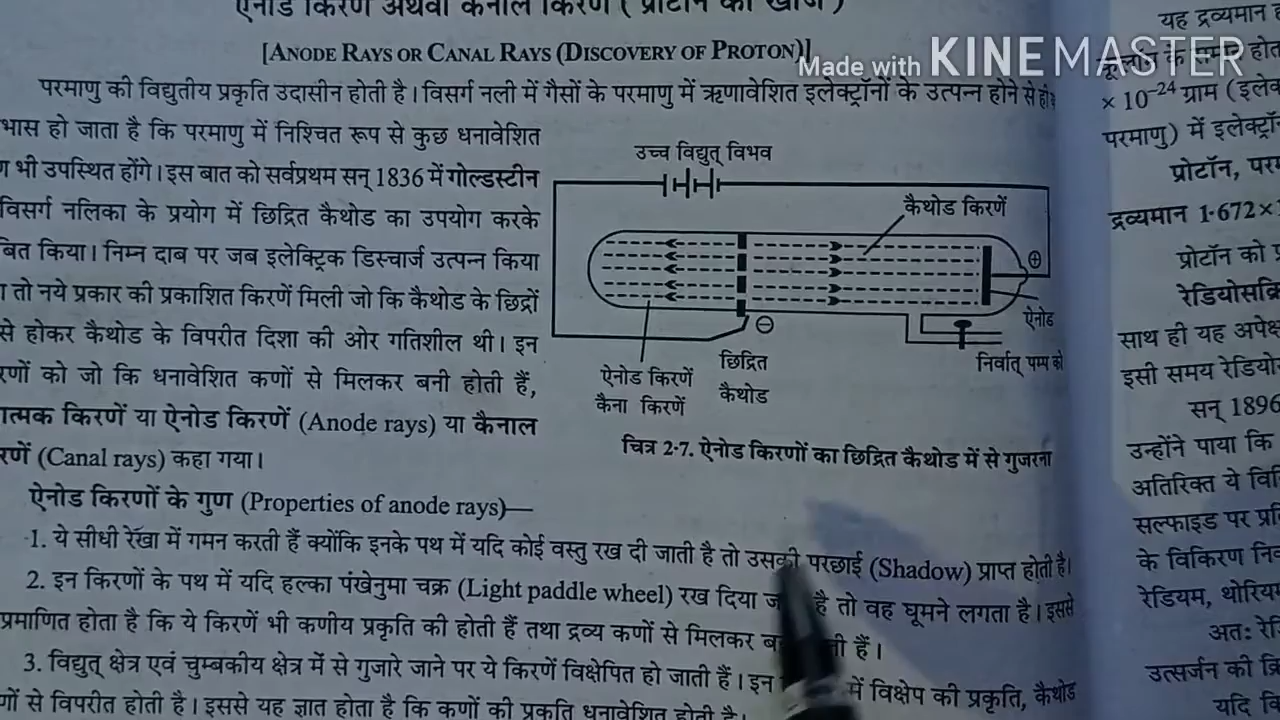 ऐनोड किरण अथवा कैनाल किरण ( प्रोटॉन की खोज )
[ANODE RAYS OR CANAL RAYS (DISCOVERY OF PROTON)]
Made with KINEMASTER
परमाणु की विद्युतीय प्रकृति उदासीन होती है। विसर्ग नली में गैसों के परमाणु में ऋणावेशित इलेक्ट्रॉनों के उत्पन्न होने से ही
भास हो जाता है कि परमाणु में निश्चित रूप से कुछ धनावेशित
ण भी उपस्थित होंगे। इस बात को सर्वप्रथम सन् 1836 में गोल्डस्टीन
विसर्ग नलिका के प्रयोग में छिद्रित कैथोड का उपयोग करके
बित किया। निम्न दाब पर जब इलेक्ट्रिक डिस्चार्ज उत्पन्न किया
ा तो नये प्रकार की प्रकाशित किरणें मिली जो कि कैथोड के छिद्रों
से होकर कैथोड के विपरीत दिशा की ओर गतिशील थी। इन
रणों को जो कि धनावेशित कणों से मिलकर बनी होती हैं,
ात्मक किरणें या ऐनोड किरणें (Anode rays) या कैनाल
रणें (Canal rays) कहा गया।
उच्च विद्युत् विभव
कैथोड किरणें
⊕
ऐनोड
⊖
निर्वात् पम्प को
छिद्रित
कैथोड
ऐनोड किरणें
कैना किरणें
चित्र 2·7. ऐनोड किरणों का छिद्रित कैथोड में से गुजरना
ऐनोड किरणों के गुण (Properties of anode rays)—
1. ये सीधी रेखा में गमन करती हैं क्योंकि इनके पथ में यदि कोई वस्तु रख दी जाती है तो उसकी परछाई (Shadow) प्राप्त होती है।
2. इन किरणों के पथ में यदि हल्का पंखेनुमा चक्र (Light paddle wheel) रख दिया है तो वह घूमने लगता है। इससे
प्रमाणित होता है कि ये किरणें भी कणीय प्रकृति की होती हैं तथा द्रव्य कणों से मिलकर हैं।
3. विद्युत् क्षेत्र एवं चुम्बकीय क्षेत्र में से गुजारे जाने पर ये किरणें विक्षेपित हो जाती हैं। इन में विक्षेप की प्रकृति, कैथोड
णों से विपरीत होती है। इससे यह ज्ञात होता है कि कणों की प्रकृति धनावेशित होती है।
यह द्रव्यमान
× 10⁻²⁴ ग्राम (इलेक
परमाणु) में इलेक्ट्रॉ
प्रोटॉन, परम
द्रव्यमान 1·672×
प्रोटॉन को
रेडियोसक्रि
साथ ही यह अपेक्ष
इसी समय रेडियो
सन् 1896
उन्होंने पाया कि
अतिरिक्त ये वि
सल्फाइड पर प्र
के विकिरण नि
रेडियम, थोरियम
अतः रे
उत्सर्जन की क्रि
यदि